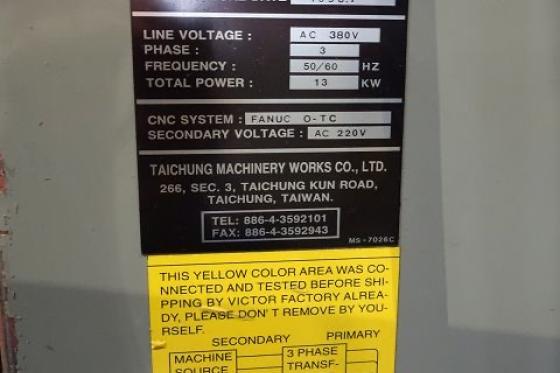 LINE VOLTAGE : AC 380V
PHASE : 3
FREQUENCY : 50/60 HZ
TOTAL POWER : 13 KW
CNC SYSTEM : FANUC 0-TC
SECONDARY VOLTAGE : AC 220V
TAICHUNG MACHINERY WORKS CO., LTD.
266, SEC. 3, TAICHUNG KUN ROAD,
TAICHUNG, TAIWAN.
TEL: 886-4-3592101
FAX: 886-4-3592943
MS-7026C
THIS YELLOW COLOR AREA WAS CO-
NNECTED AND TESTED BEFORE SHI-
PPING BY VICTOR FACTORY ALREA-
DY, PLEASE DON'T REMOVE BY YOU-
RSELF.
SECONDARY PRIMARY
MACHINE 3 PHASE
SOURCE TRANSF-